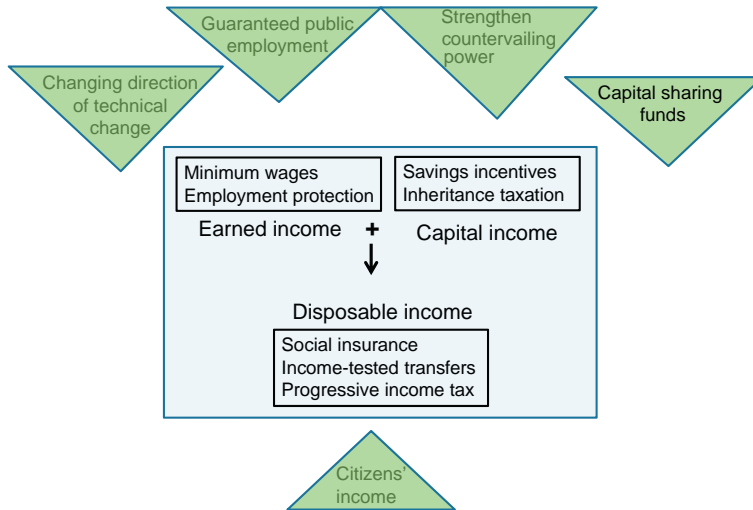 Guaranteed public
employment
Strengthen
countervailing
power
Changing direction
of technical
change
Capital sharing
funds
Minimum wages
Employment protection
Savings incentives
Inheritance taxation
Earned income + Capital income
Disposable income
Social insurance
Income-tested transfers
Progressive income tax
Citizens'
income